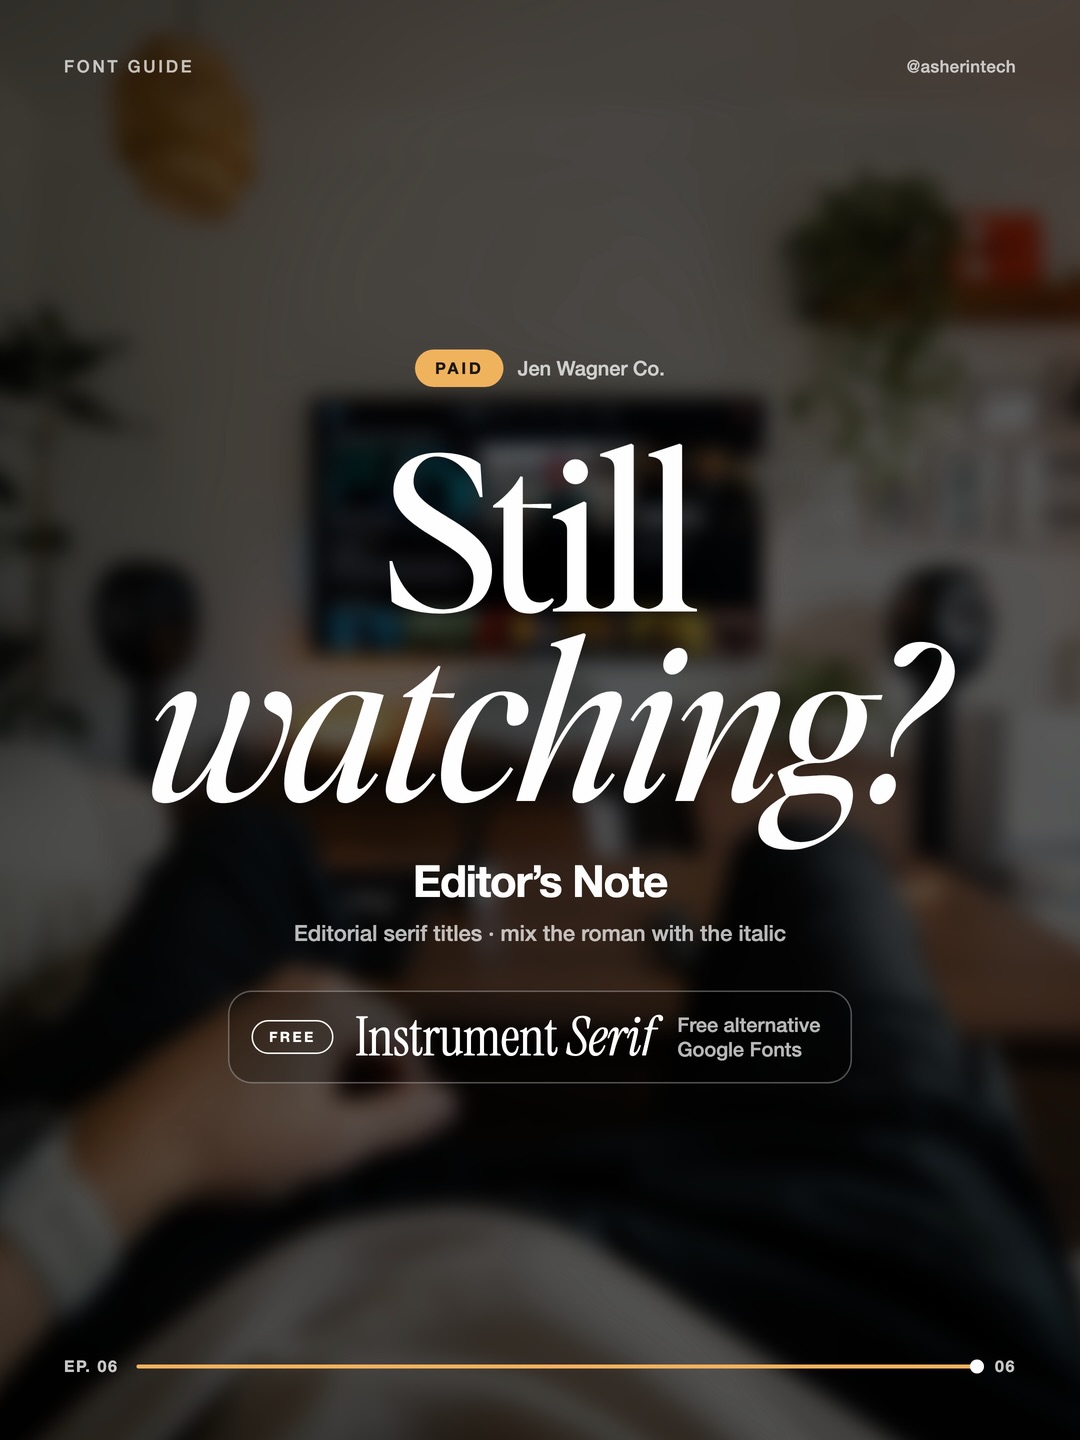 FONT GUIDE
@asherintech
PAID
Jen Wagner Co.
Still
watching?
Editor’s Note
Editorial serif titles · mix the roman with the italic
FREE
Instrument Serif
Free alternative
Google Fonts
EP. 06
06